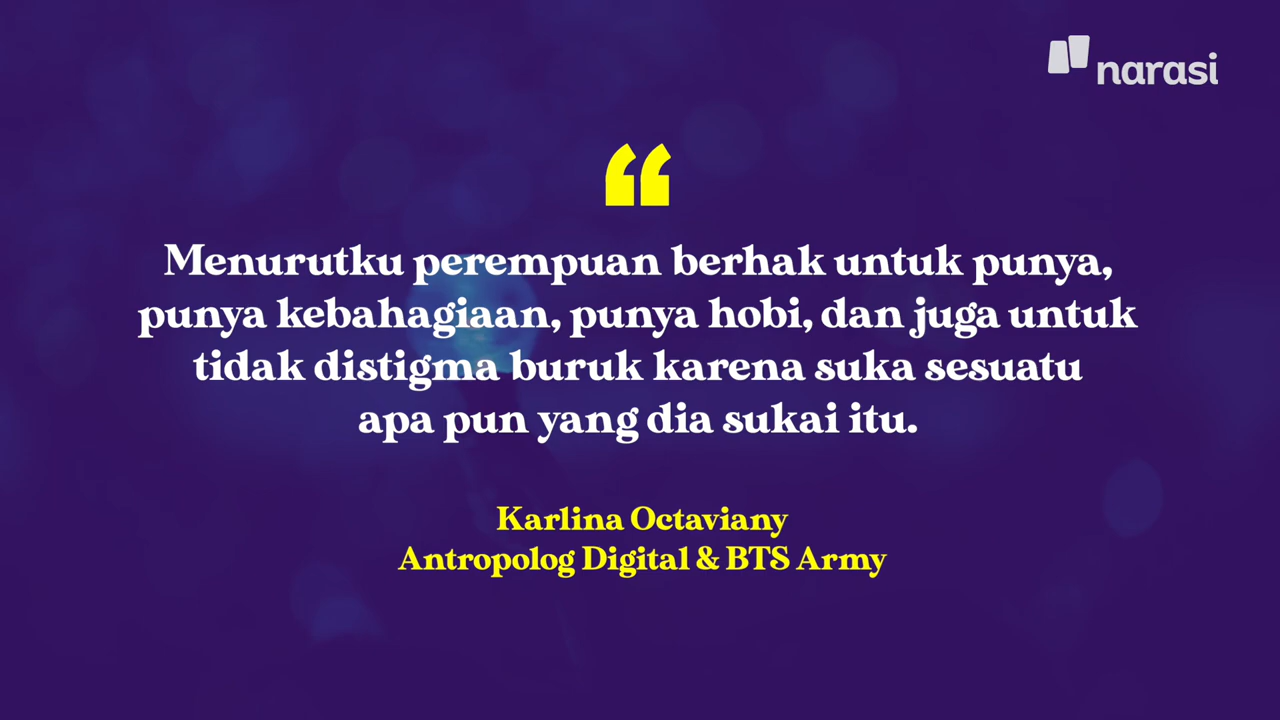 narasi
“
Menurutku perempuan berhak untuk punya,
punya kebahagiaan, punya hobi, dan juga untuk
tidak distigma buruk karena suka sesuatu
apa pun yang dia sukai itu.
Karlina Octaviany
Antropolog Digital & BTS Army